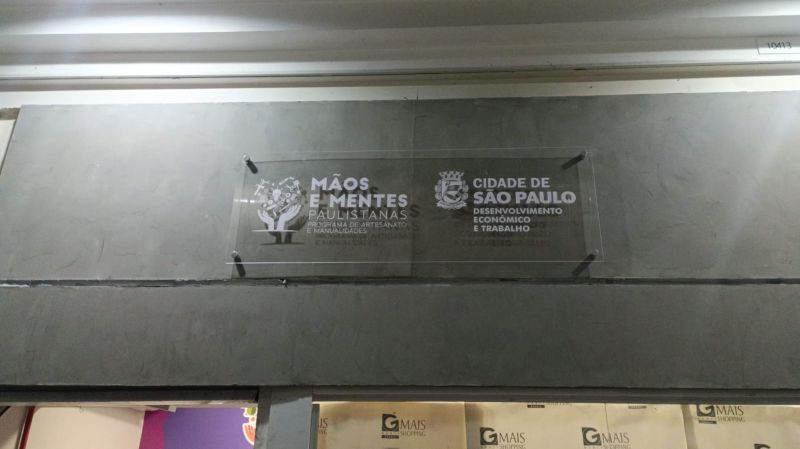 10413
MÃOS
E MENTES
PAULISTANAS
PROGRAMA DE ARTESANATO
E MANUALIDADES
CIDADE DE
SÃO PAULO
DESENVOLVIMENTO
ECONÔMICO
E TRABALHO
G MAIS
SHOPPING
G MAIS
SHOPPING
G MAIS
SHOPPING
G MAIS